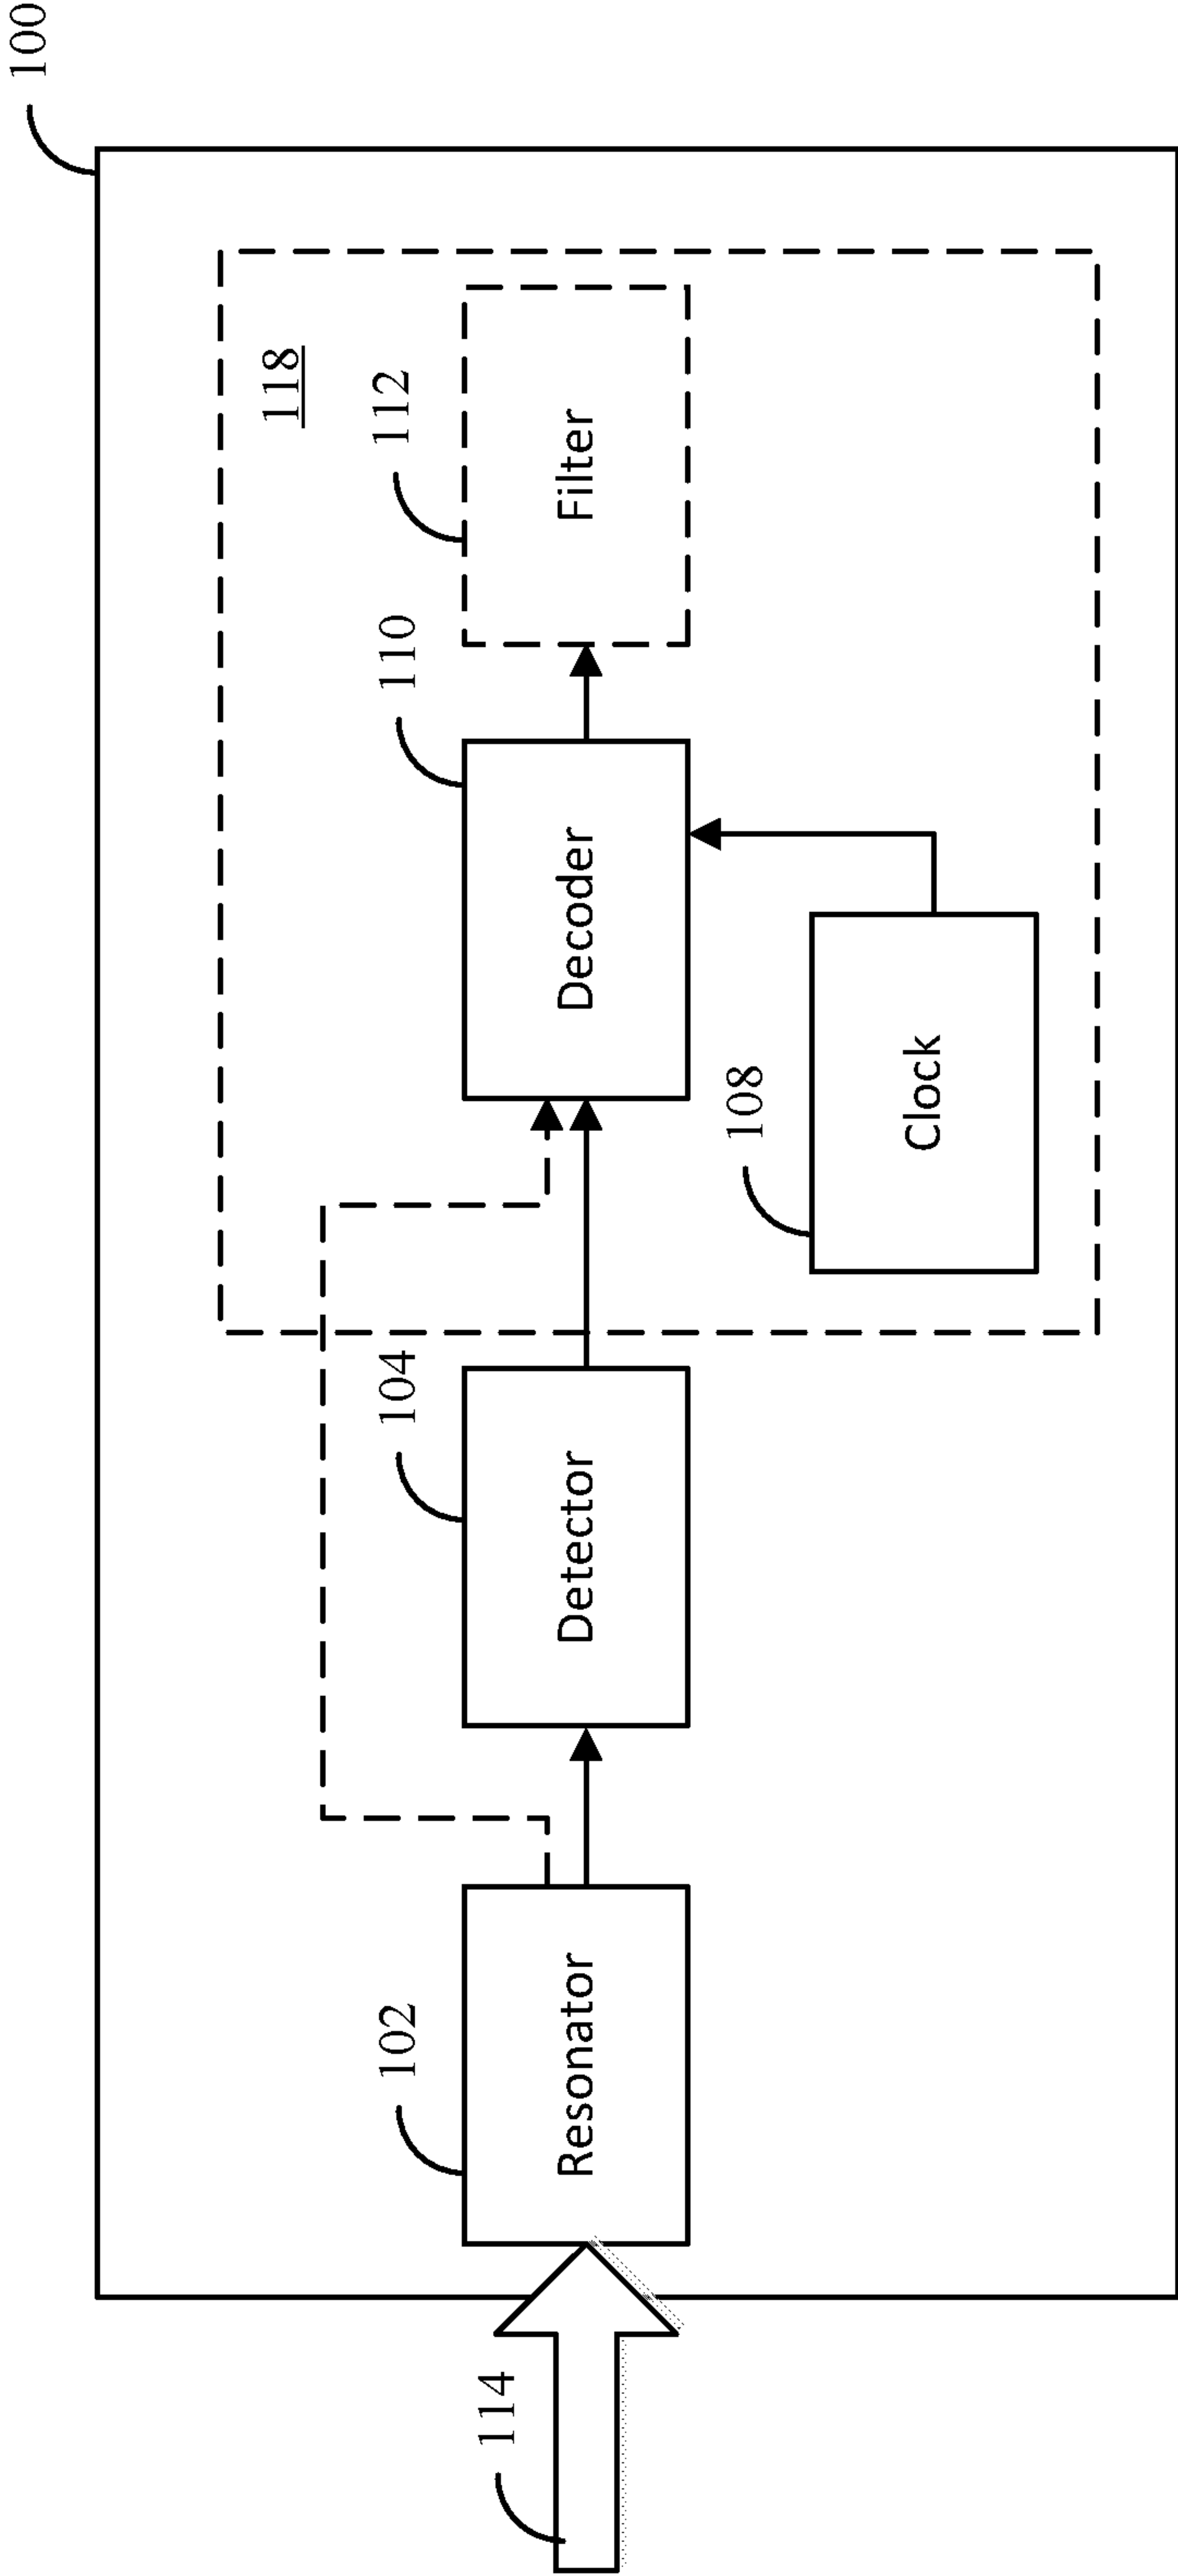 100
118
112
Filter
110
Decoder
108
Clock
104
Detector
102
Resonator
114